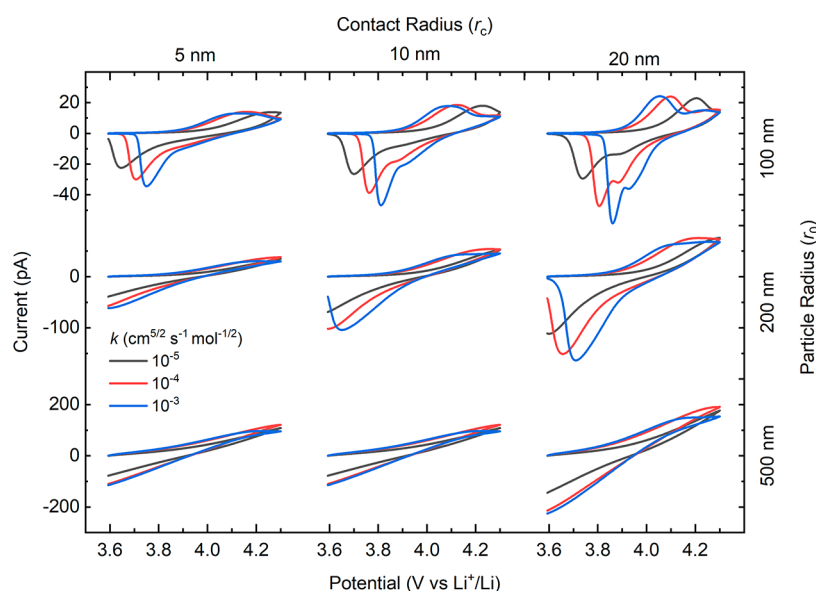 Contact Radius (rc)
5 nm 10 nm 20 nm
20
0
-20
-40
100 nm
0
-100
200 nm
k (cm5/2 s-1 mol-1/2)
10-5
10-4
10-3
200
0
-200
500 nm
Current (pA)
Particle Radius (r0)
3.6 3.8 4.0 4.2 3.6 3.8 4.0 4.2 3.6 3.8 4.0 4.2
Potential (V vs Li+/Li)